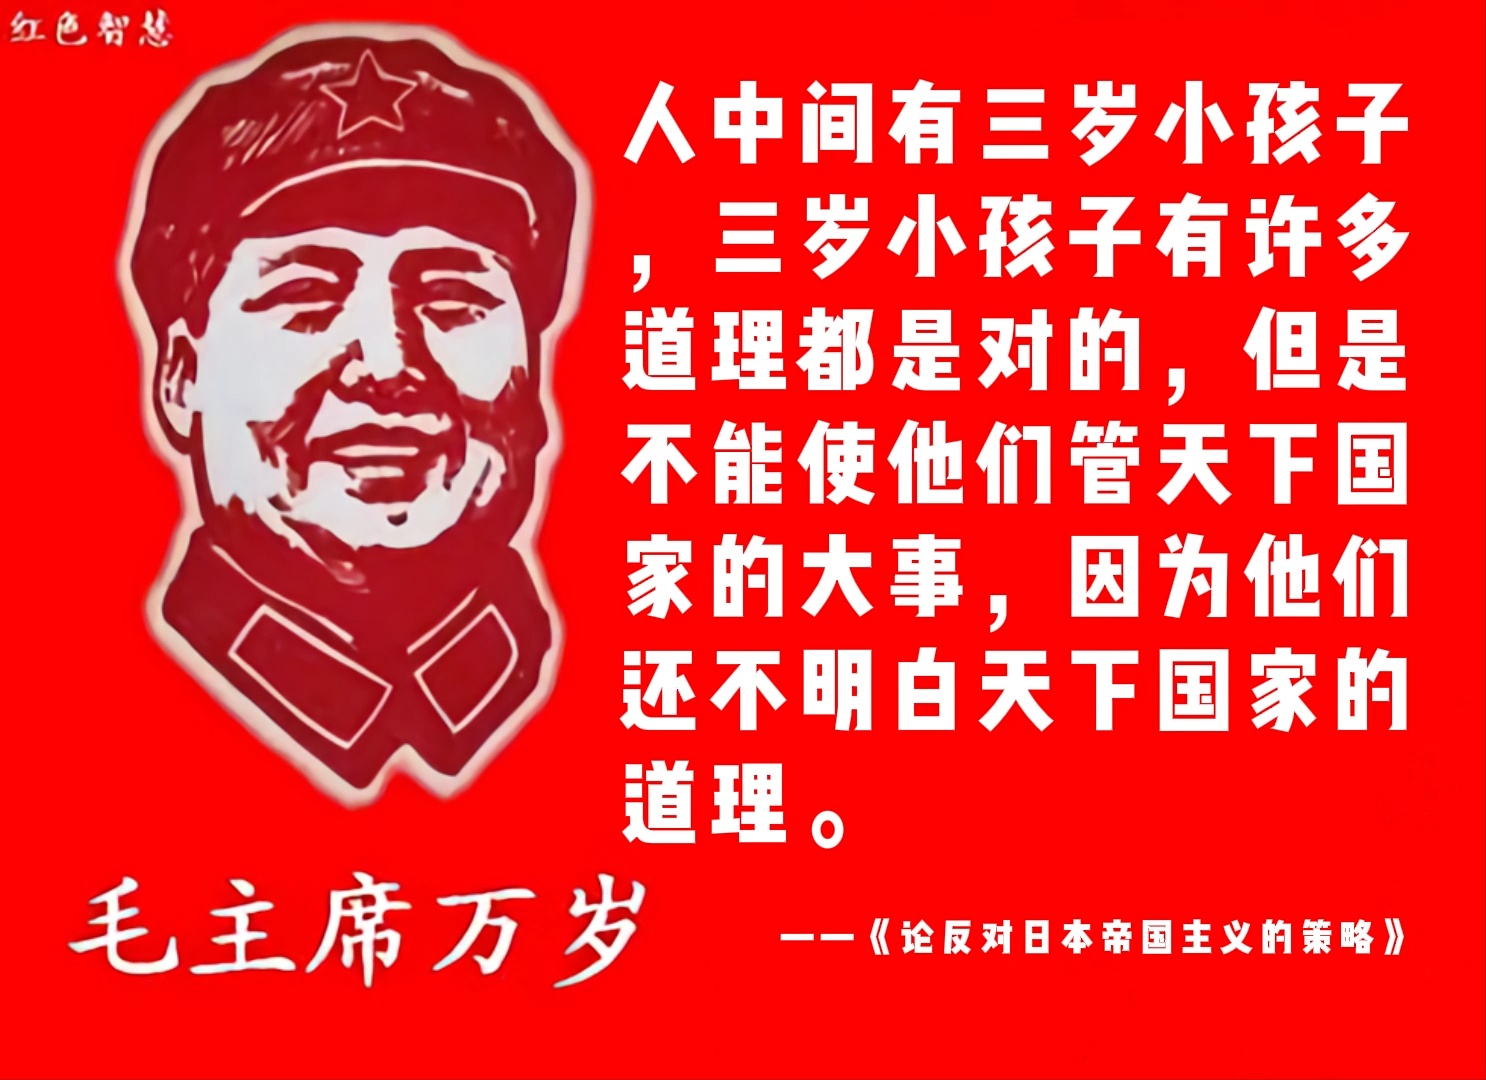 红色智慧
人中间有三岁小孩子
，三岁小孩子有许多
道理都是对的，但是
不能使他们管天下国
家的大事，因为他们
还不明白天下国家的
道理。
毛主席万岁
——《论反对日本帝国主义的策略》